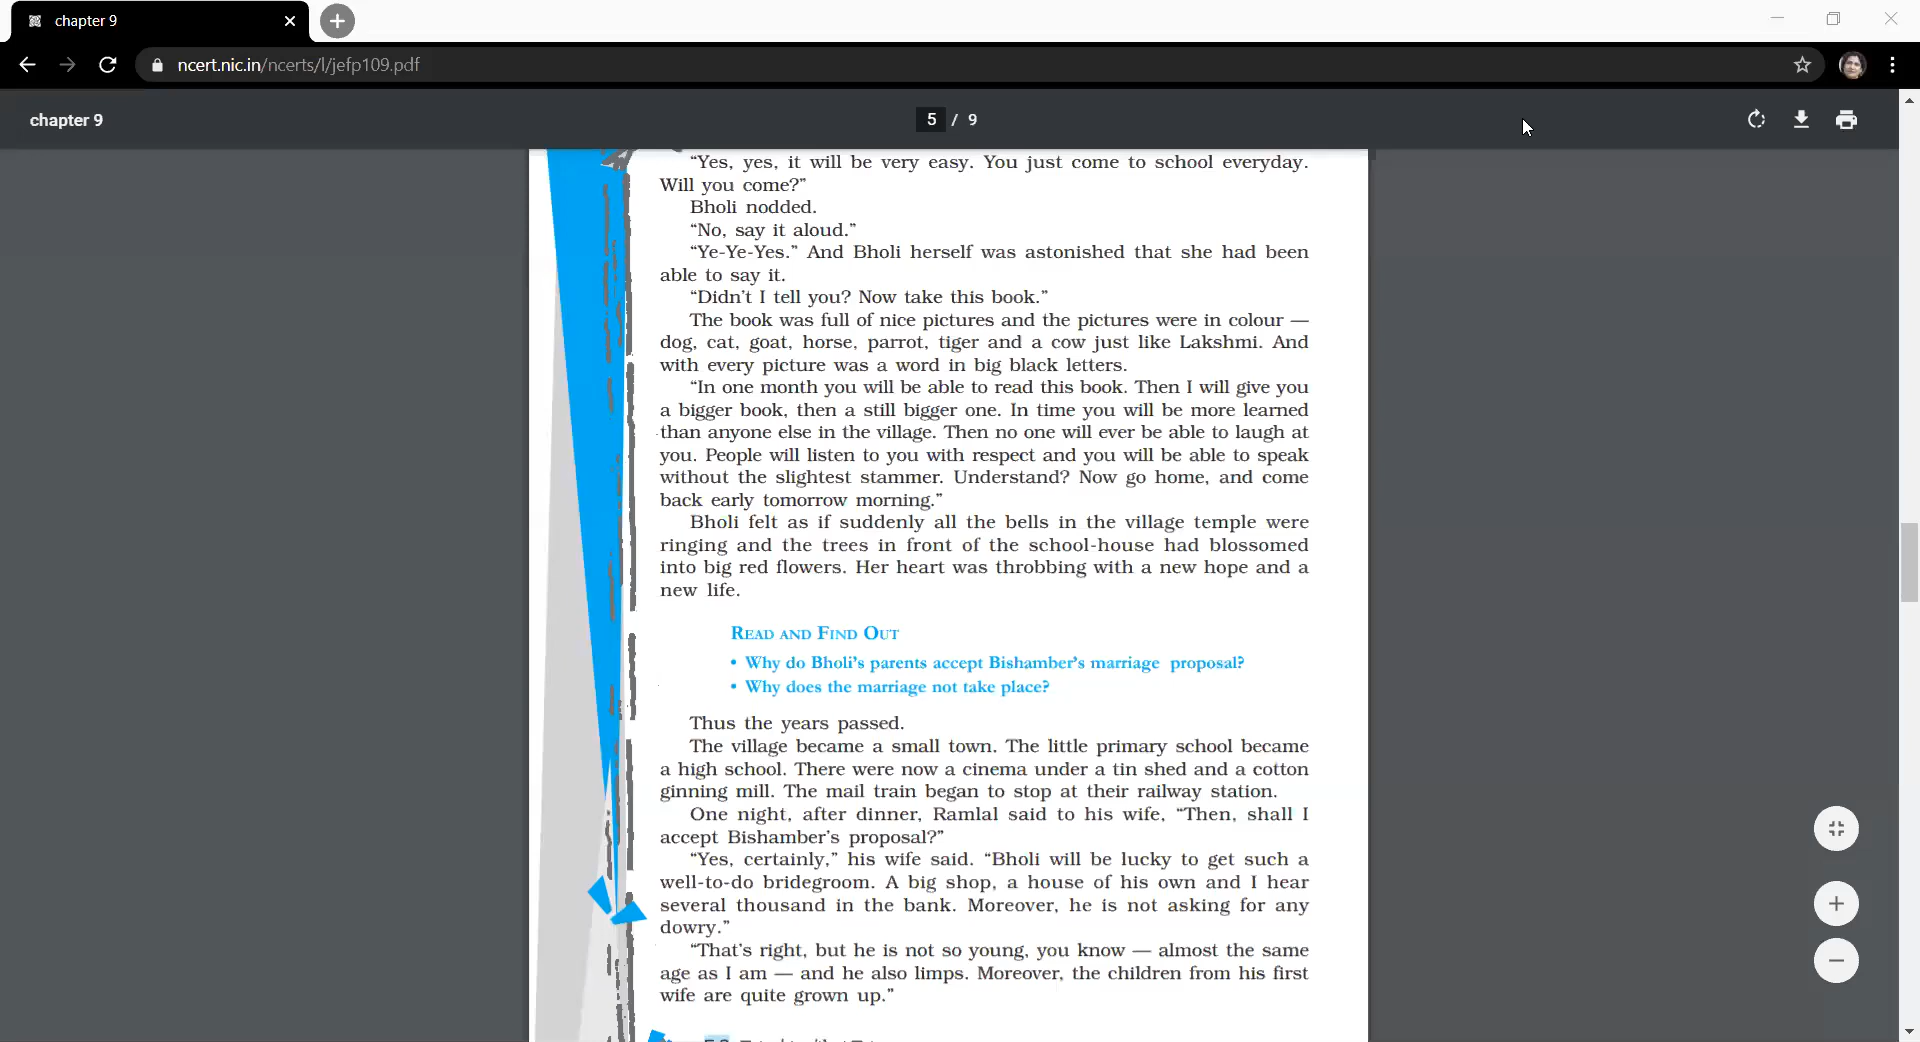 chapter 9
ncert.nic.in/ncerts/l/jefp109.pdf
chapter 9
5 / 9
“Yes, yes, it will be very easy. You just come to school everyday.
Will you come?”
Bholi nodded.
“No, say it aloud.”
“Ye-Ye-Yes.” And Bholi herself was astonished that she had been
able to say it.
“Didn’t I tell you? Now take this book.”
The book was full of nice pictures and the pictures were in colour —
dog, cat, goat, horse, parrot, tiger and a cow just like Lakshmi. And
with every picture was a word in big black letters.
“In one month you will be able to read this book. Then I will give you
a bigger book, then a still bigger one. In time you will be more learned
than anyone else in the village. Then no one will ever be able to laugh at
you. People will listen to you with respect and you will be able to speak
without the slightest stammer. Understand? Now go home, and come
back early tomorrow morning.”
Bholi felt as if suddenly all the bells in the village temple were
ringing and the trees in front of the school-house had blossomed
into big red flowers. Her heart was throbbing with a new hope and a
new life.
READ AND FIND OUT
• Why do Bholi’s parents accept Bishamber’s marriage proposal?
• Why does the marriage not take place?
Thus the years passed.
The village became a small town. The little primary school became
a high school. There were now a cinema under a tin shed and a cotton
ginning mill. The mail train began to stop at their railway station.
One night, after dinner, Ramlal said to his wife, “Then, shall I
accept Bishamber’s proposal?”
“Yes, certainly,” his wife said. “Bholi will be lucky to get such a
well-to-do bridegroom. A big shop, a house of his own and I hear
several thousand in the bank. Moreover, he is not asking for any
dowry.”
“That’s right, but he is not so young, you know — almost the same
age as I am — and he also limps. Moreover, the children from his first
wife are quite grown up.”